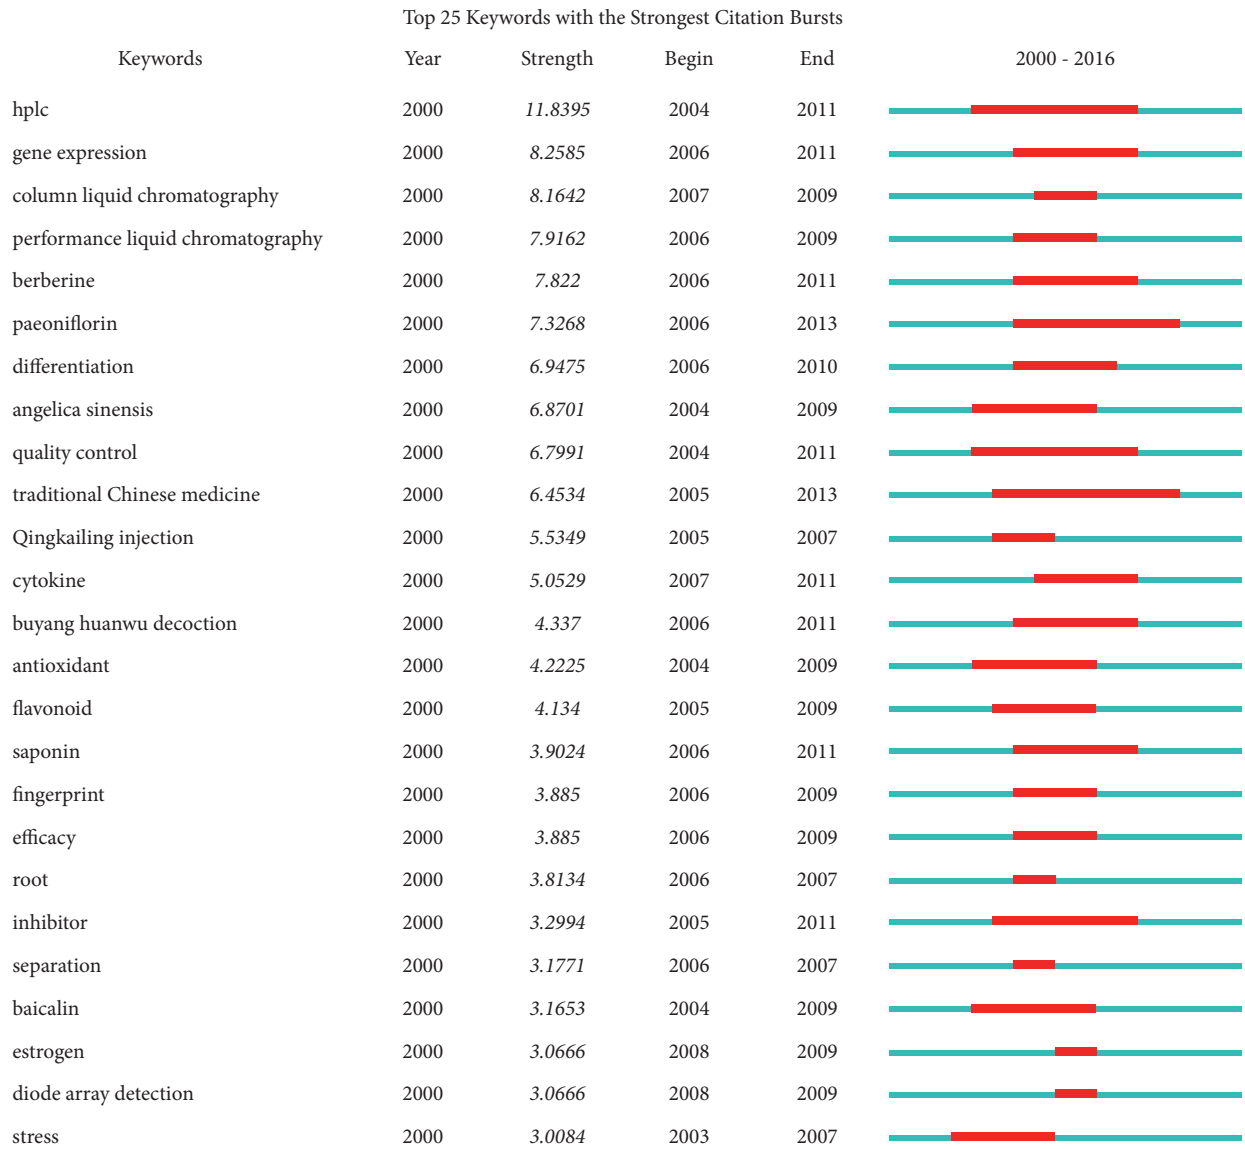 Top 25 Keywords with the Strongest Citation Bursts
Keywords Year Strength Begin End 2000 - 2016
hplc 2000 11.8395 2004 2011
gene expression 2000 8.2585 2006 2011
column liquid chromatography 2000 8.1642 2007 2009
performance liquid chromatography 2000 7.9162 2006 2009
berberine 2000 7.822 2006 2011
paeoniflorin 2000 7.3268 2006 2013
differentiation 2000 6.9475 2006 2010
angelica sinensis 2000 6.8701 2004 2009
quality control 2000 6.7991 2004 2011
traditional Chinese medicine 2000 6.4534 2005 2013
Qingkailing injection 2000 5.5349 2005 2007
cytokine 2000 5.0529 2007 2011
buyang huanwu decoction 2000 4.337 2006 2011
antioxidant 2000 4.2225 2004 2009
flavonoid 2000 4.134 2005 2009
saponin 2000 3.9024 2006 2011
fingerprint 2000 3.885 2006 2009
efficacy 2000 3.885 2006 2009
root 2000 3.8134 2006 2007
inhibitor 2000 3.2994 2005 2011
separation 2000 3.1771 2006 2007
baicalin 2000 3.1653 2004 2009
estrogen 2000 3.0666 2008 2009
diode array detection 2000 3.0666 2008 2009
stress 2000 3.0084 2003 2007